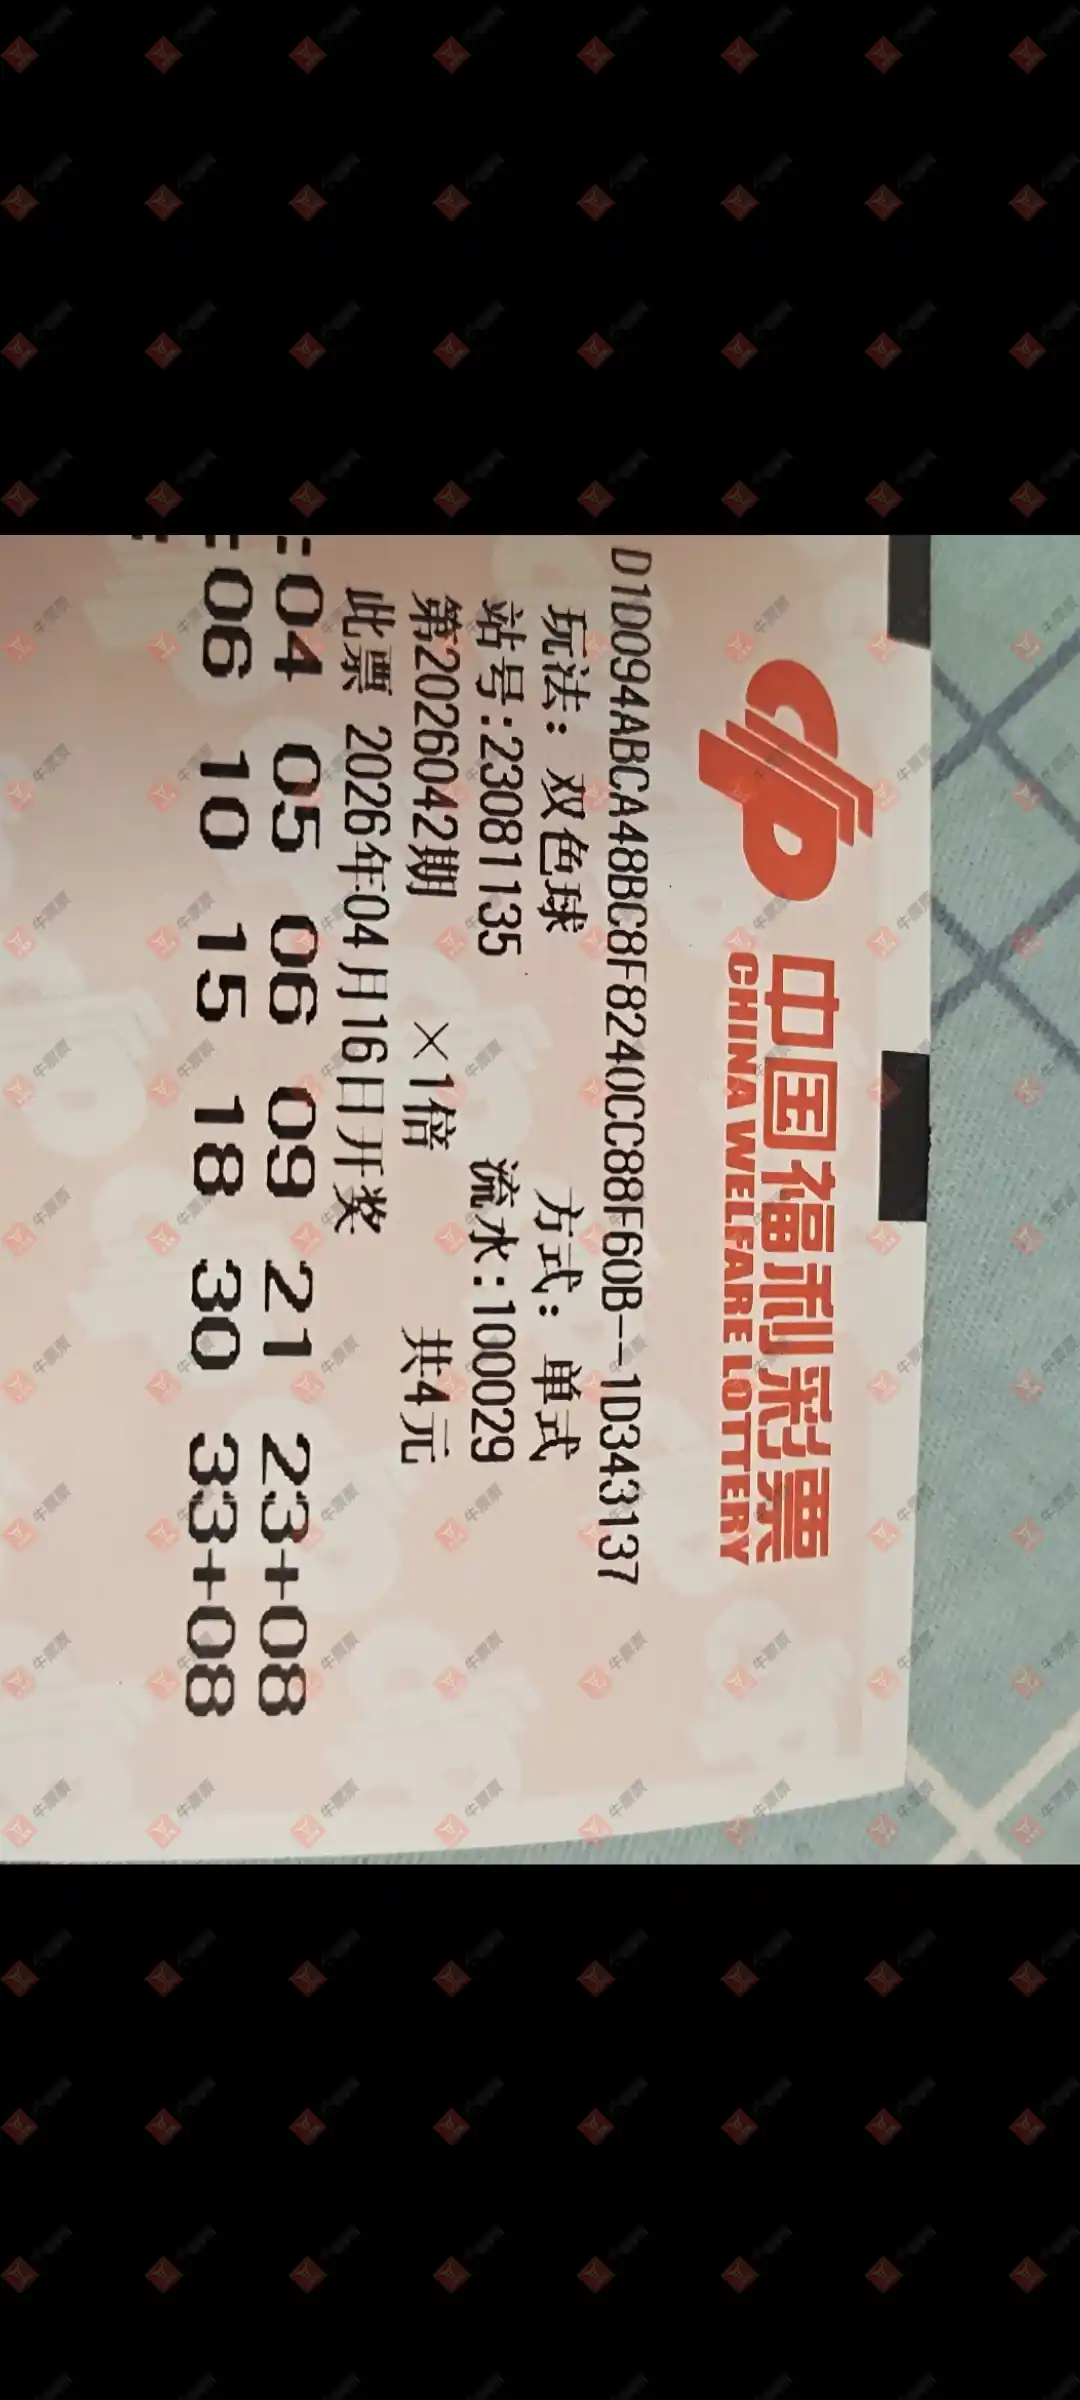 中国福利彩票
CHINA WELFARE LOTTERY
D1D094ABCA48BC8F8240CC88F60B--1D343137
玩法: 双色球 方式: 单式
站号:23081135 流水:100029
第2026042期 ×1倍 共4元
此票 2026年04月16日开奖
04 05 06 09 21 23+08
06 10 15 18 30 33+08
牛票票